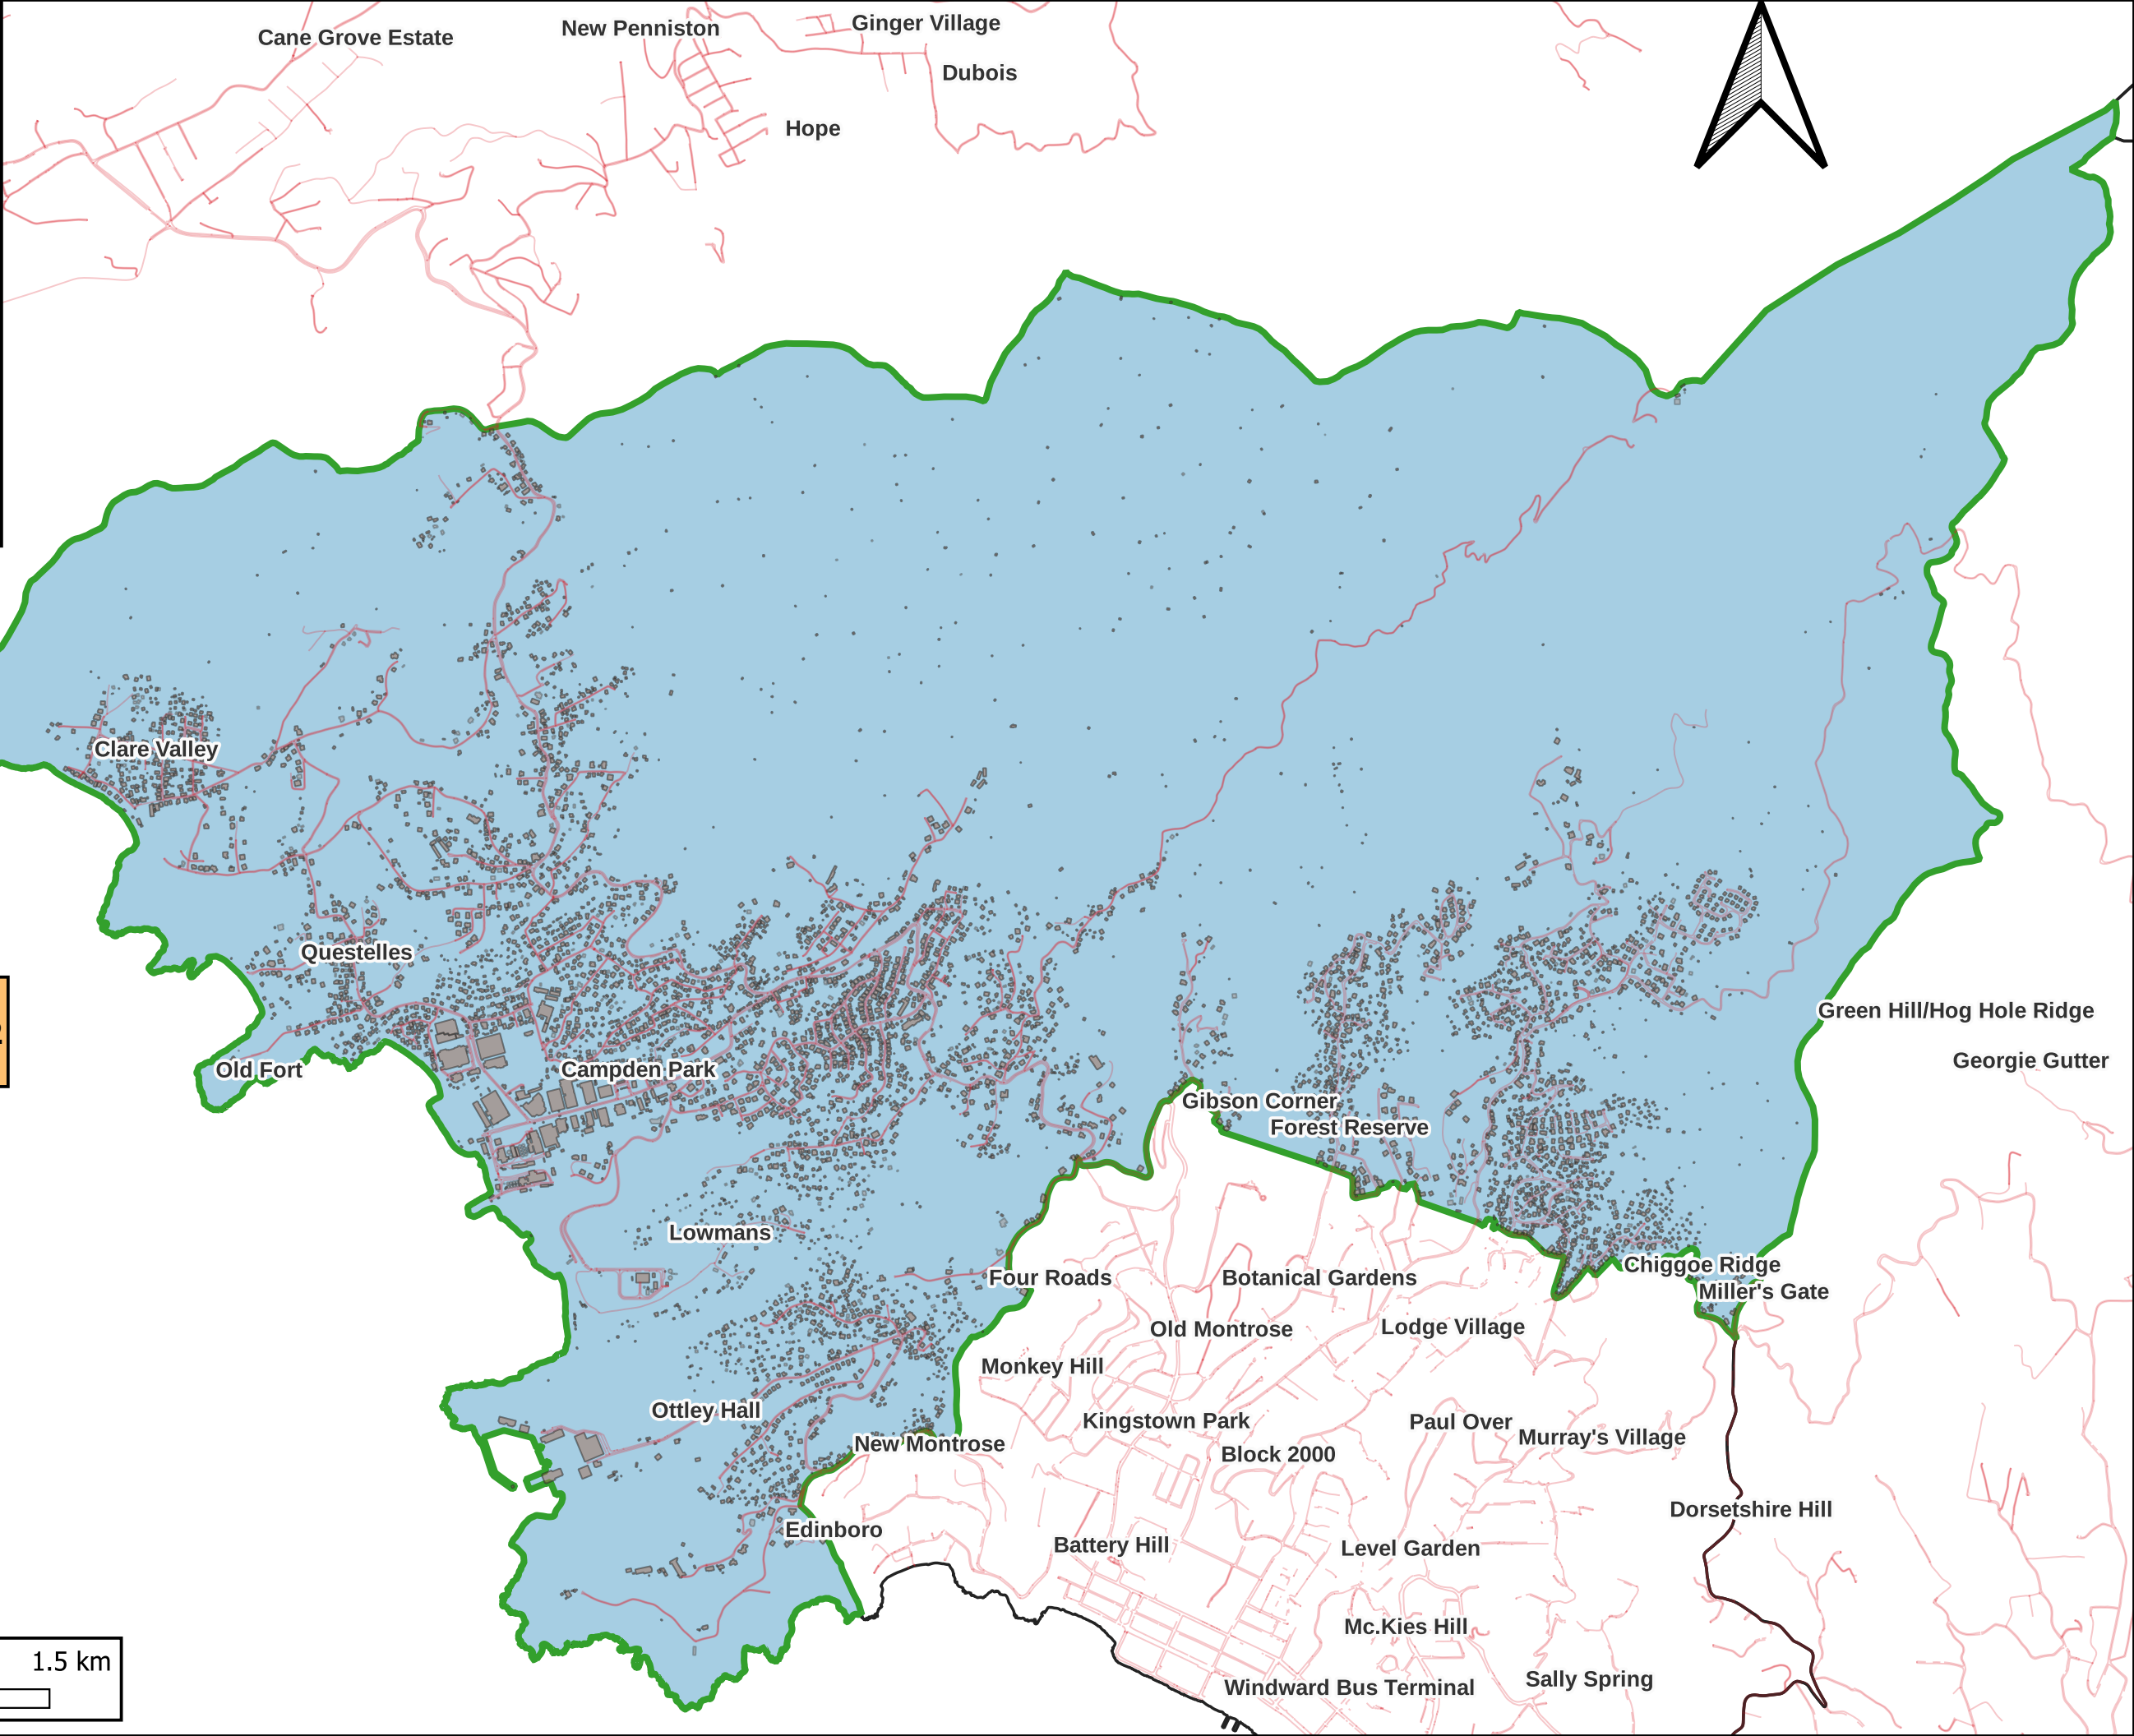 Cane Grove Estate
New Penniston
Ginger Village
Dubois
Hope
Clare Valley
Questelles
Old Fort
Campden Park
Green Hill/Hog Hole Ridge
Georgie Gutter
Gibson Corner
Forest Reserve
Lowmans
Four Roads
Botanical Gardens
Chiggoe Ridge
Miller's Gate
Old Montrose
Lodge Village
Monkey Hill
Ottley Hall
Kingstown Park
Paul Over
Murray's Village
New Montrose
Block 2000
Dorsetshire Hill
Edinboro
Battery Hill
Level Garden
Mc.Kies Hill
1.5 km
Sally Spring
Windward Bus Terminal